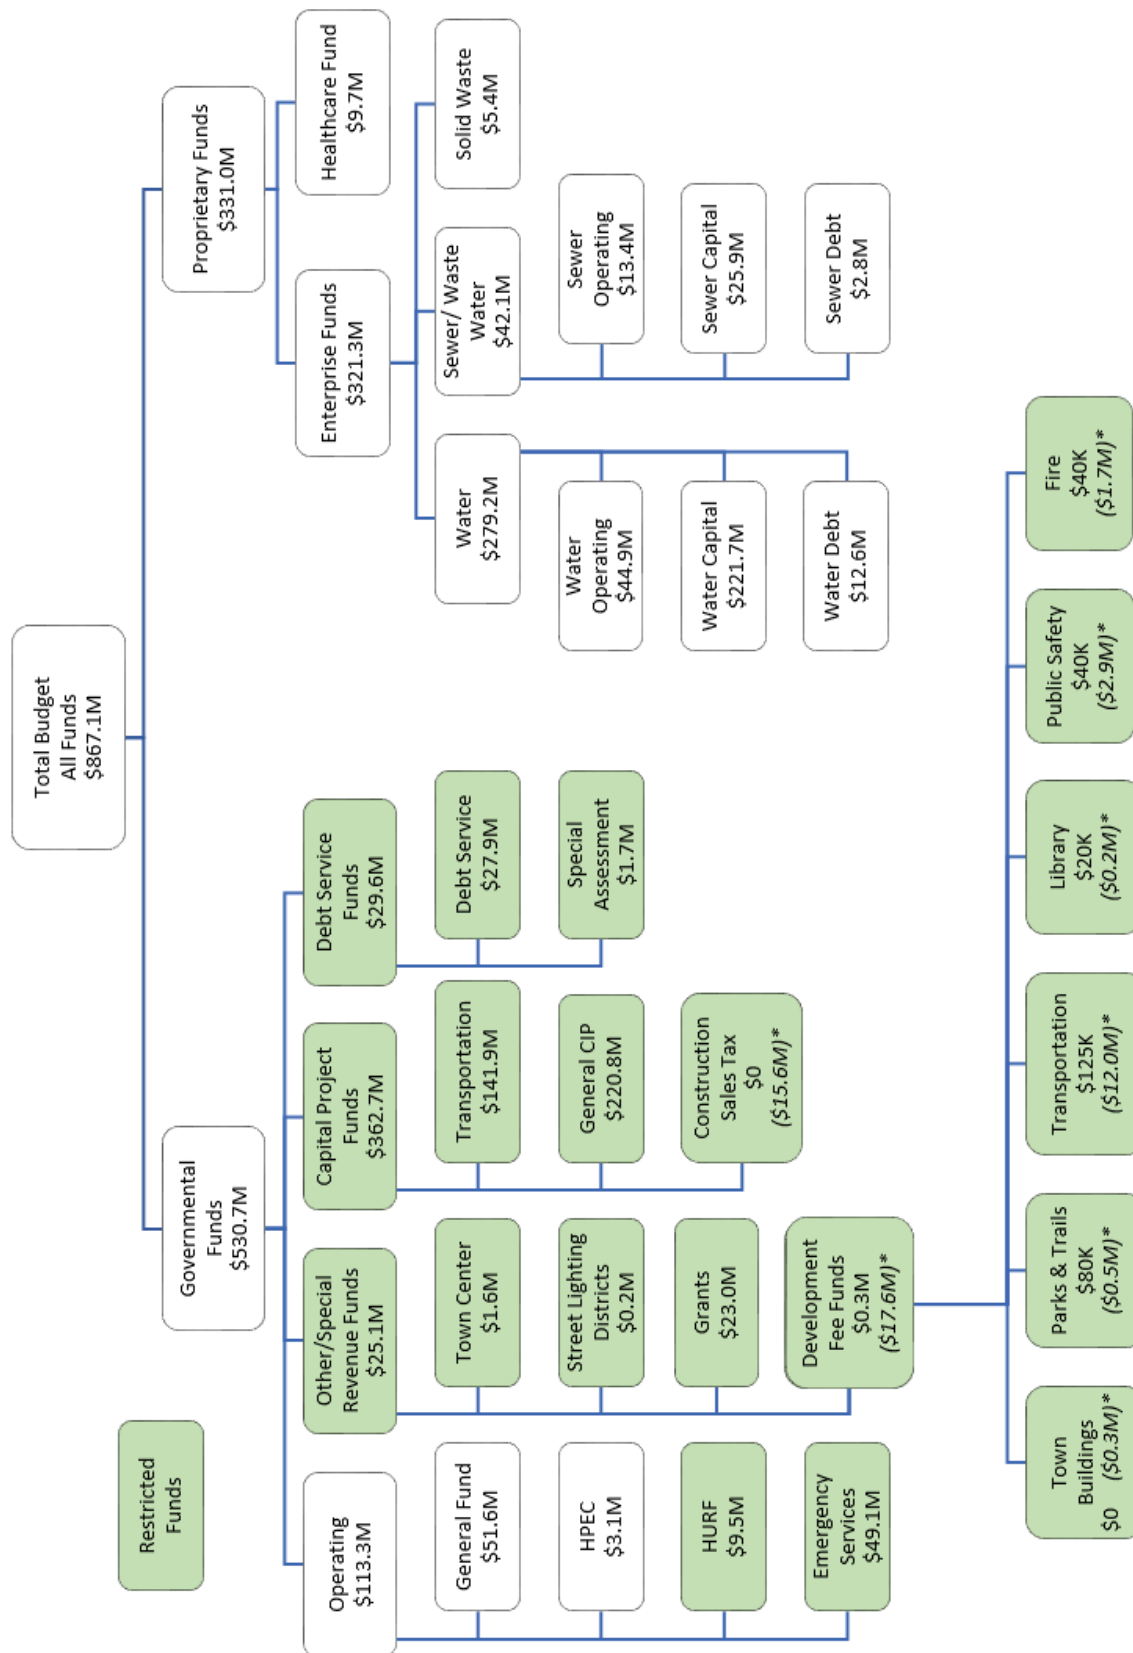 Total Budget
All Funds
$867.1M
Restricted
Funds
Governmental
Funds
$530.7M
Proprietary Funds
$331.0M
Operating
$113.3M
Other/Special
Revenue Funds
$25.1M
Capital Project
Funds
$362.7M
Debt Service
Funds
$29.6M
Enterprise Funds
$321.3M
Healthcare Fund
$9.7M
General Fund
$51.6M
HPEC
$3.1M
HURF
$9.5M
Emergency
Services
$49.1M
Town Center
$1.6M
Street Lighting
Districts
$0.2M
Grants
$23.0M
Development
Fee Funds
$0.3M
($17.6M)*
Transportation
$141.9M
General CIP
$220.8M
Construction
Sales Tax
$0
($15.6M)*
Debt Service
$27.9M
Special
Assessment
$1.7M
Water
$279.2M
Water
Operating
$44.9M
Water Capital
$221.7M
Water Debt
$12.6M
Sewer/ Waste
Water
$42.1M
Sewer
Operating
$13.4M
Sewer Capital
$25.9M
Sewer Debt
$2.8M
Solid Waste
$5.4M
Town
Buildings
$0 ($0.3M)*
Parks & Trails
$80K
($0.5M)*
Transportation
$125K
($12.0M)*
Library
$20K
($0.2M)*
Public Safety
$40K
($2.9M)*
Fire
$40K
($1.7M)*